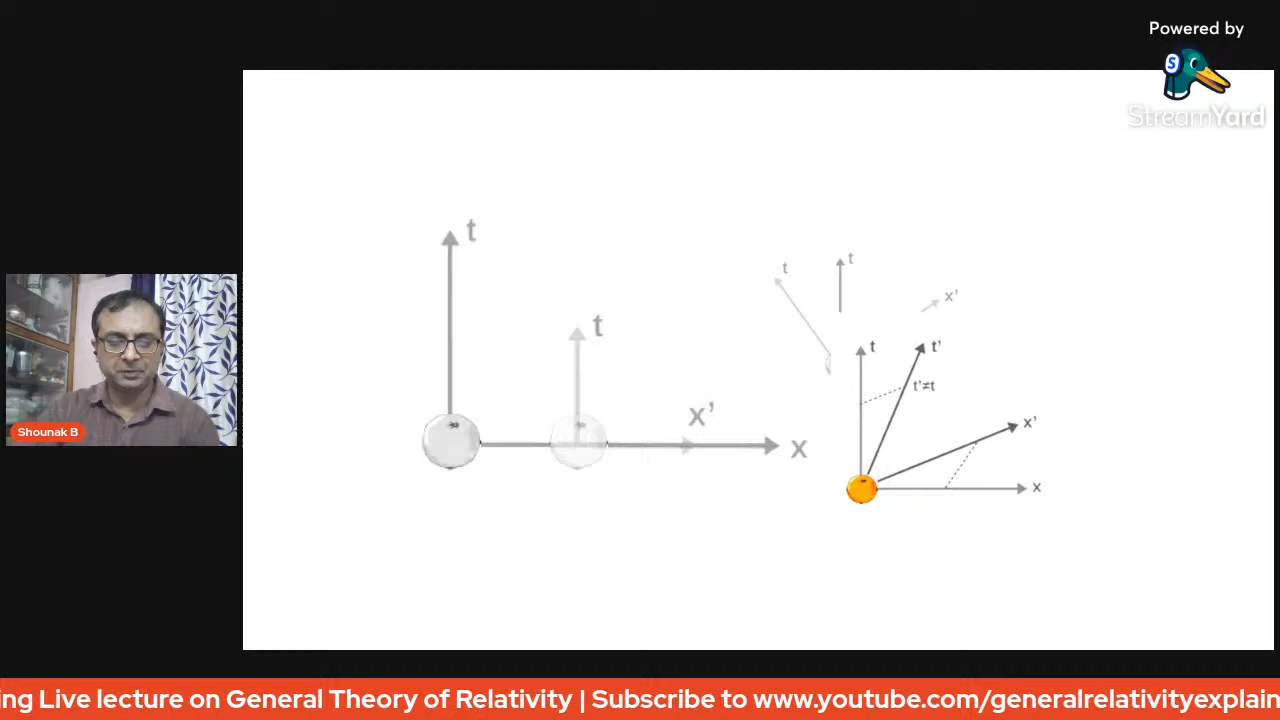 Powered by
StreamYard
t
t
x'
x
t
t
x'
t
t'
t'≠t
x'
x
Shounak B
ing Live lecture on General Theory of Relativity | Subscribe to www.youtube.com/generalrelativityexplain